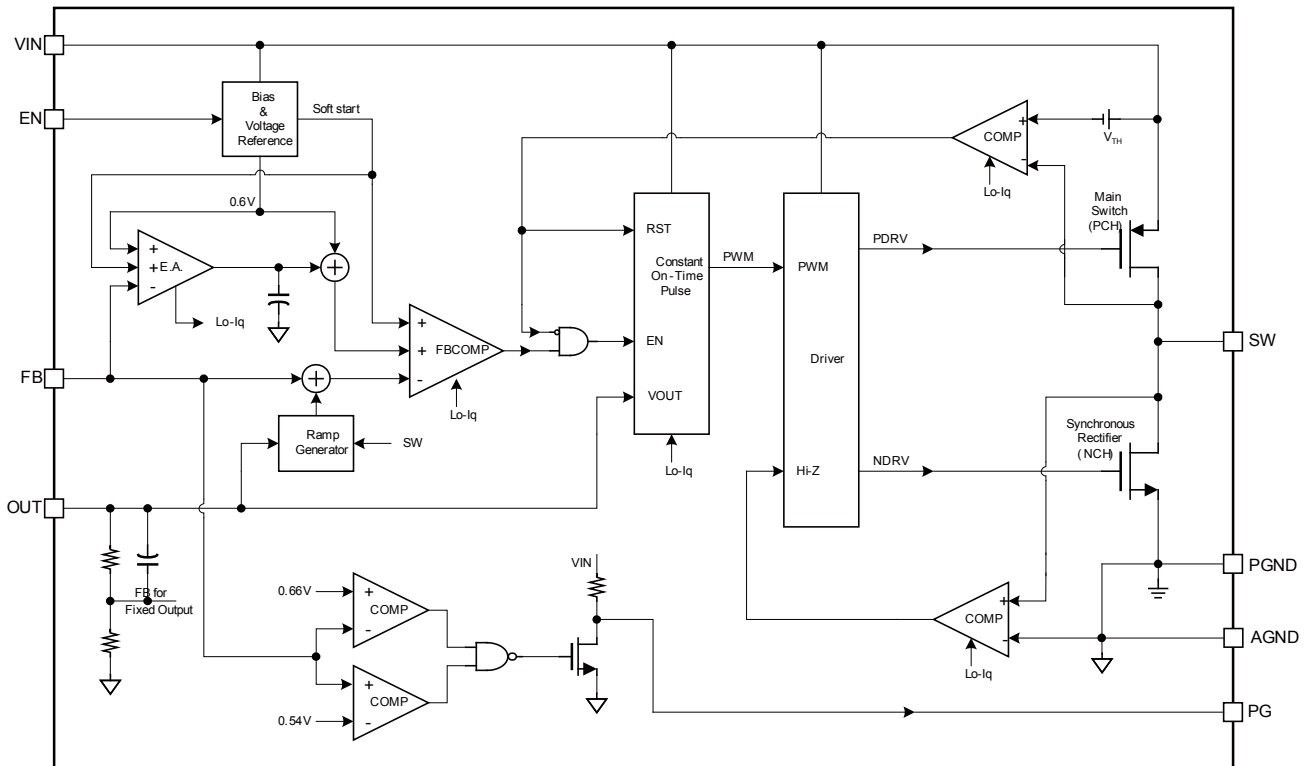 VIN
EN
Bias
&
Voltage
Reference
Soft start
0.6V
+
+
-
E.A.
Lo-Iq
+
FB
+
+
+
-
FBCOMP
Lo-Iq
Ramp
Generator
SW
OUT
FB for
Fixed Output
RST
Constant
On-Time
Pulse
EN
VOUT
Lo-Iq
PWM
PWM
Driver
Hi-Z
PDRV
NDRV
COMP
+
-
Lo-Iq
VTH
Main
Switch
(PCH)
SW
Synchronous
Rectifier
(NCH)
COMP
+
-
Lo-Iq
PGND
AGND
0.66V
+
-
COMP
+
-
COMP
0.54V
VIN
PG